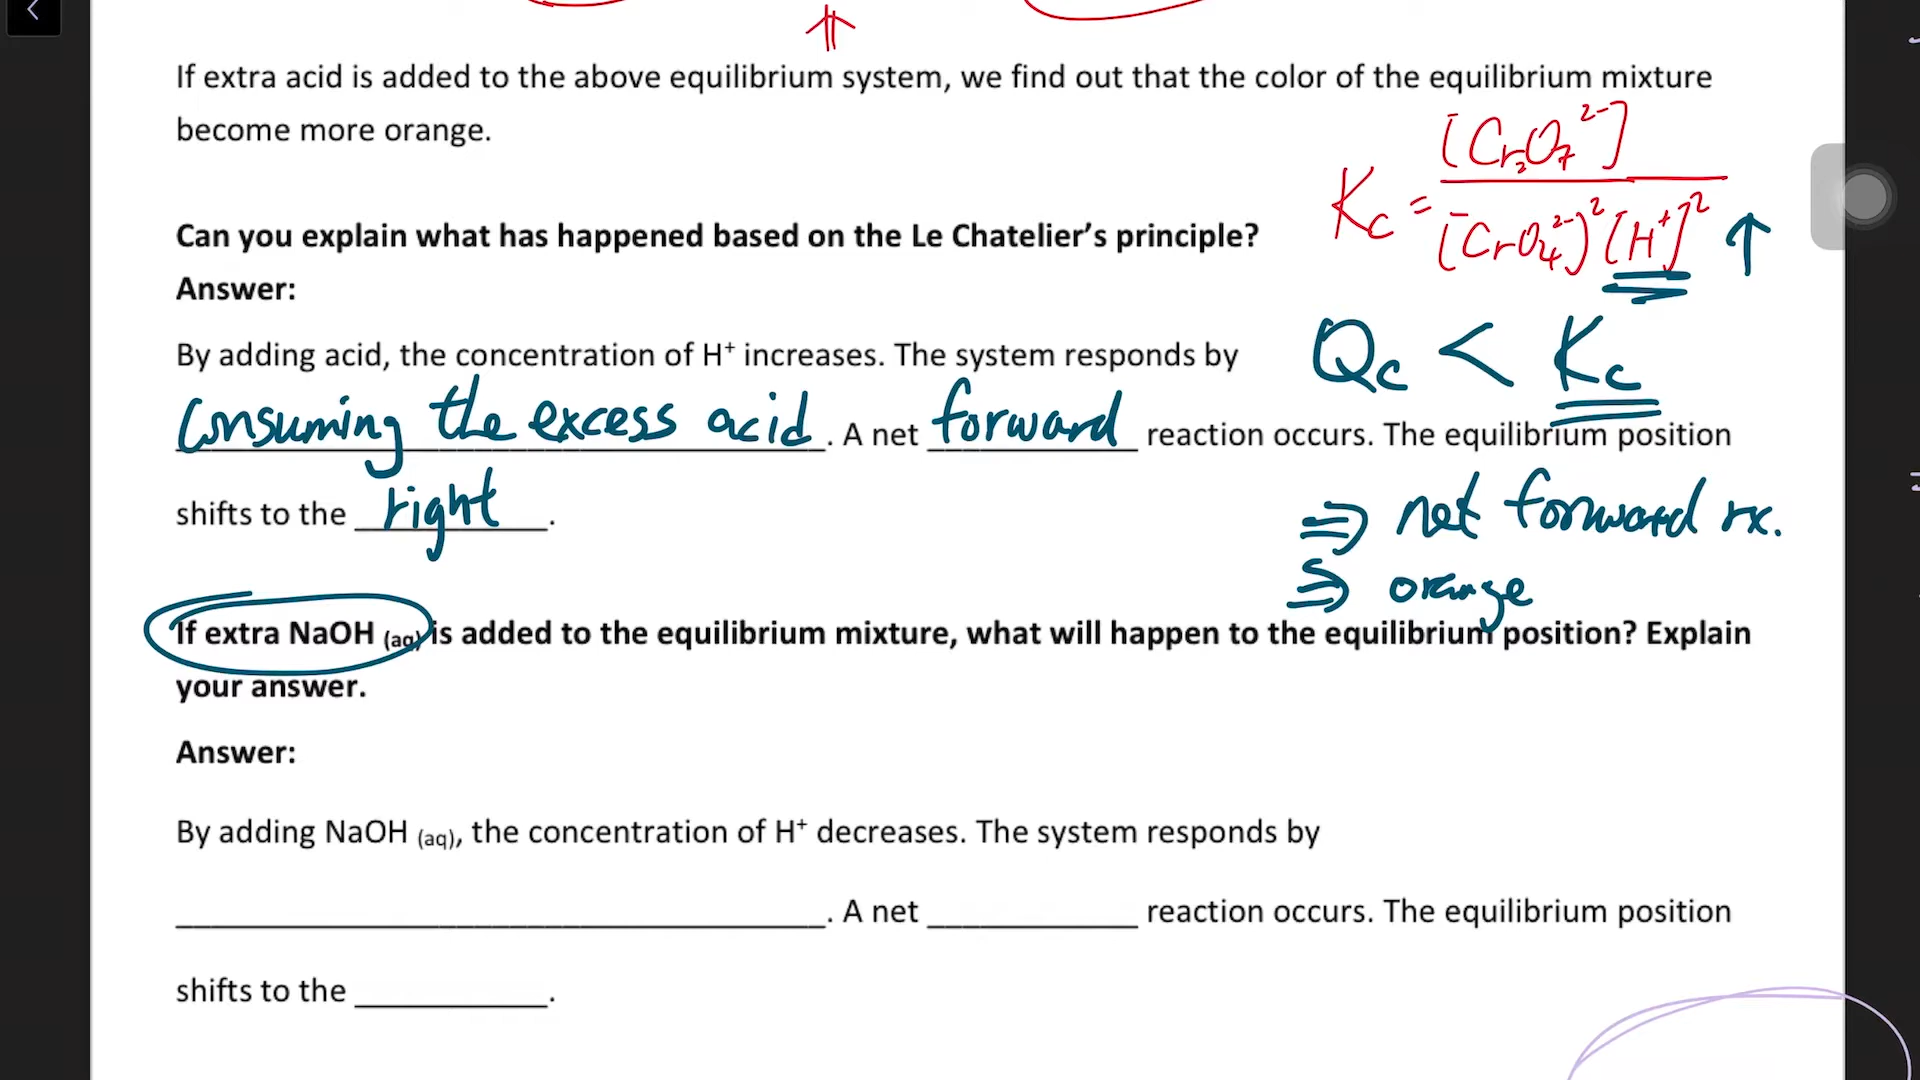 If extra acid is added to the above equilibrium system, we find out that the color of the equilibrium mixture
become more orange.
Kc = [Cr₂O₇²⁻] / [CrO₄²⁻]² [H⁺]² ↑
Can you explain what has happened based on the Le Chatelier’s principle?
Answer:
By adding acid, the concentration of H⁺ increases. The system responds by
Qc < Kc
consuming the excess acid. A net forward reaction occurs. The equilibrium position
shifts to the right.
⇒ net forward rx.
⇒ orange
If extra NaOH (aq) is added to the equilibrium mixture, what will happen to the equilibrium position? Explain
your answer.
Answer:
By adding NaOH (aq), the concentration of H⁺ decreases. The system responds by
____________________. A net __________ reaction occurs. The equilibrium position
shifts to the __________.